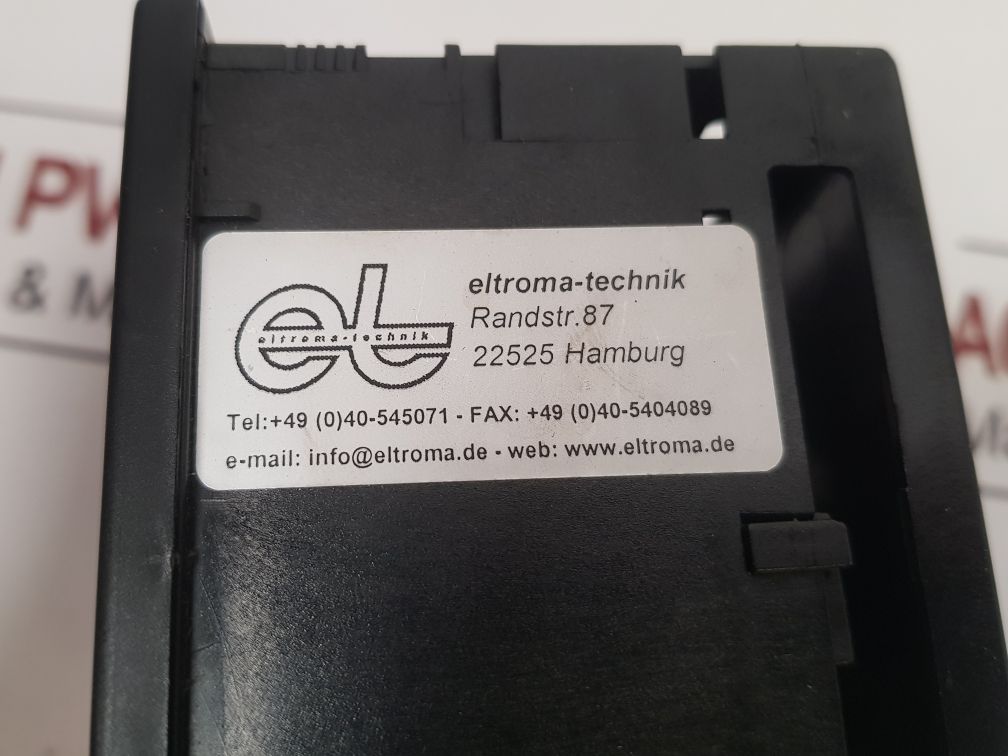 eltroma-technik
eltroma-technik
Randstr.87
22525 Hamburg
Tel:+49 (0)40-545071 - FAX: +49 (0)40-5404089
e-mail: info@eltroma.de - web: www.eltroma.de
PV
& M